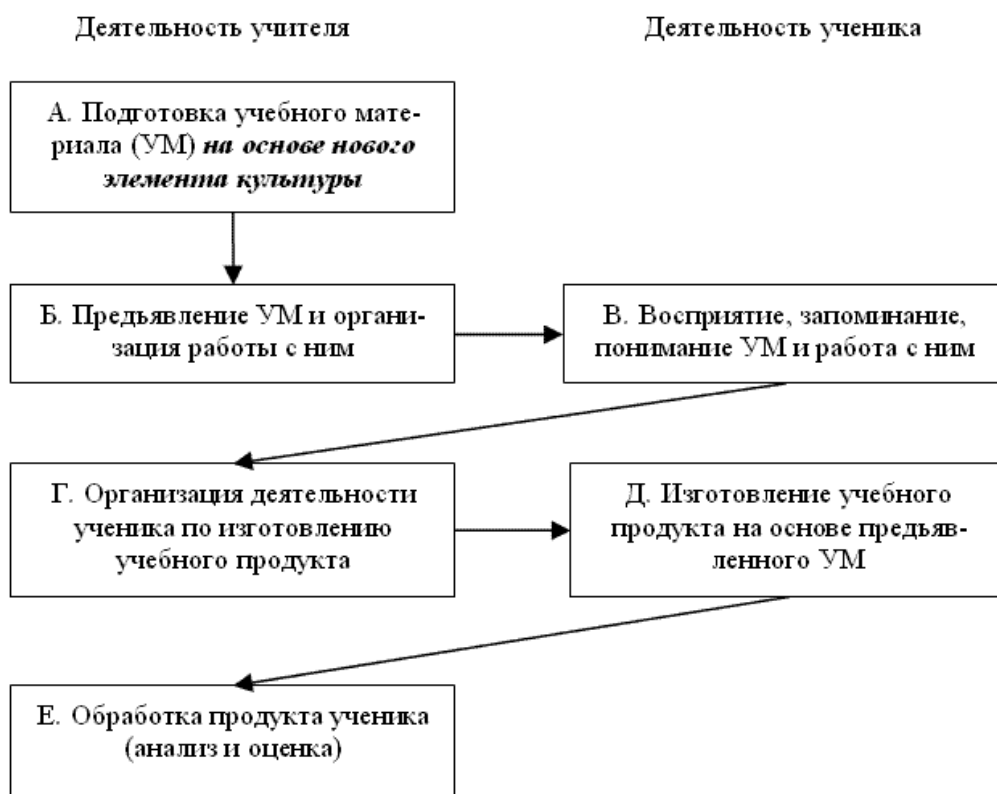 Деятельность учителя
Деятельность ученика
А. Подготовка учебного мате-
риала (УМ) на основе нового
элемента культуры
Б. Предьявление УМ и органи-
зация работы с ним
В. Восприятие, запоминание,
понимание УМ и работа с ним
Г. Организация деятельности
ученика по изготовлению
учебного продукта
Д. Изготовление учебного
продукта на основе предъяв-
ленного УМ
Е. Обработка продукта ученика
(анализ и оценка)